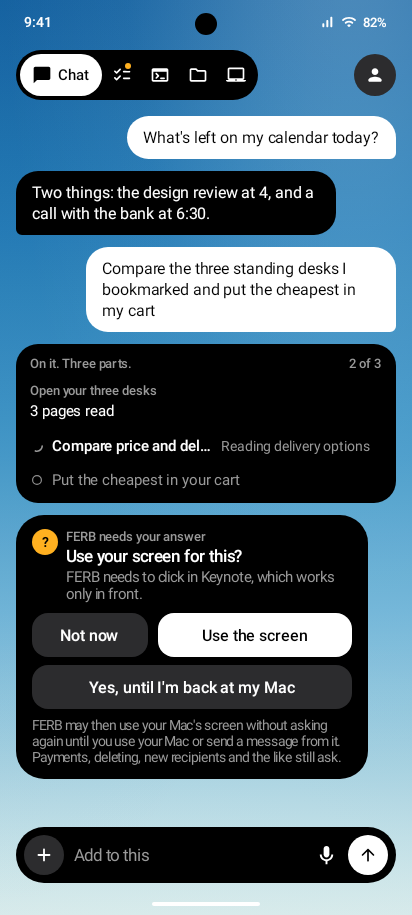 9:41
82%
Chat
What's left on my calendar today?
Two things: the design review at 4, and a
call with the bank at 6:30.
Compare the three standing desks I
bookmarked and put the cheapest in
my cart
On it. Three parts.
2 of 3
Open your three desks
3 pages read
Compare price and del...
Reading delivery options
Put the cheapest in your cart
?
FERB needs your answer
Use your screen for this?
FERB needs to click in Keynote, which works
only in front.
Not now
Use the screen
Yes, until I'm back at my Mac
FERB may then use your Mac's screen without asking
again until you use your Mac or send a message from it.
Payments, deleting, new recipients and the like still ask.
Add to this